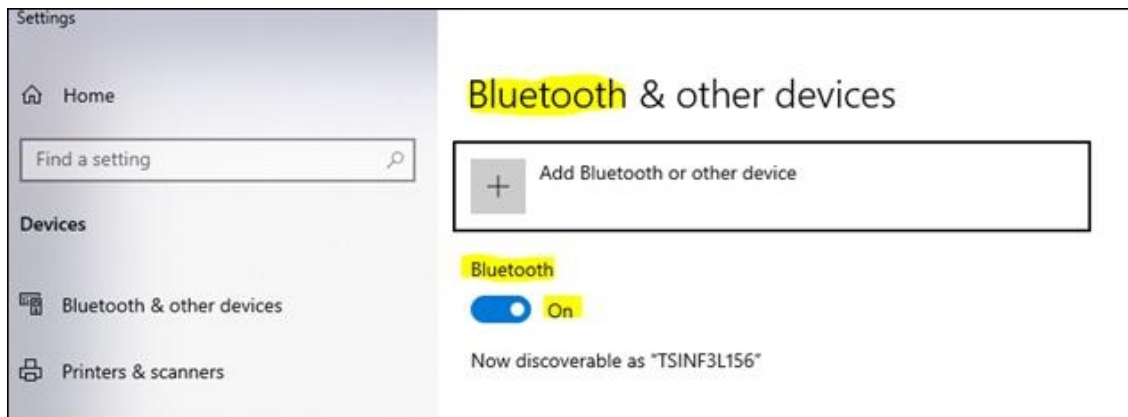 Settings
Home
Find a setting
Devices
Bluetooth & other devices
Printers & scanners
Bluetooth & other devices
Add Bluetooth or other device
Bluetooth
On
Now discoverable as "TSINF3L156"